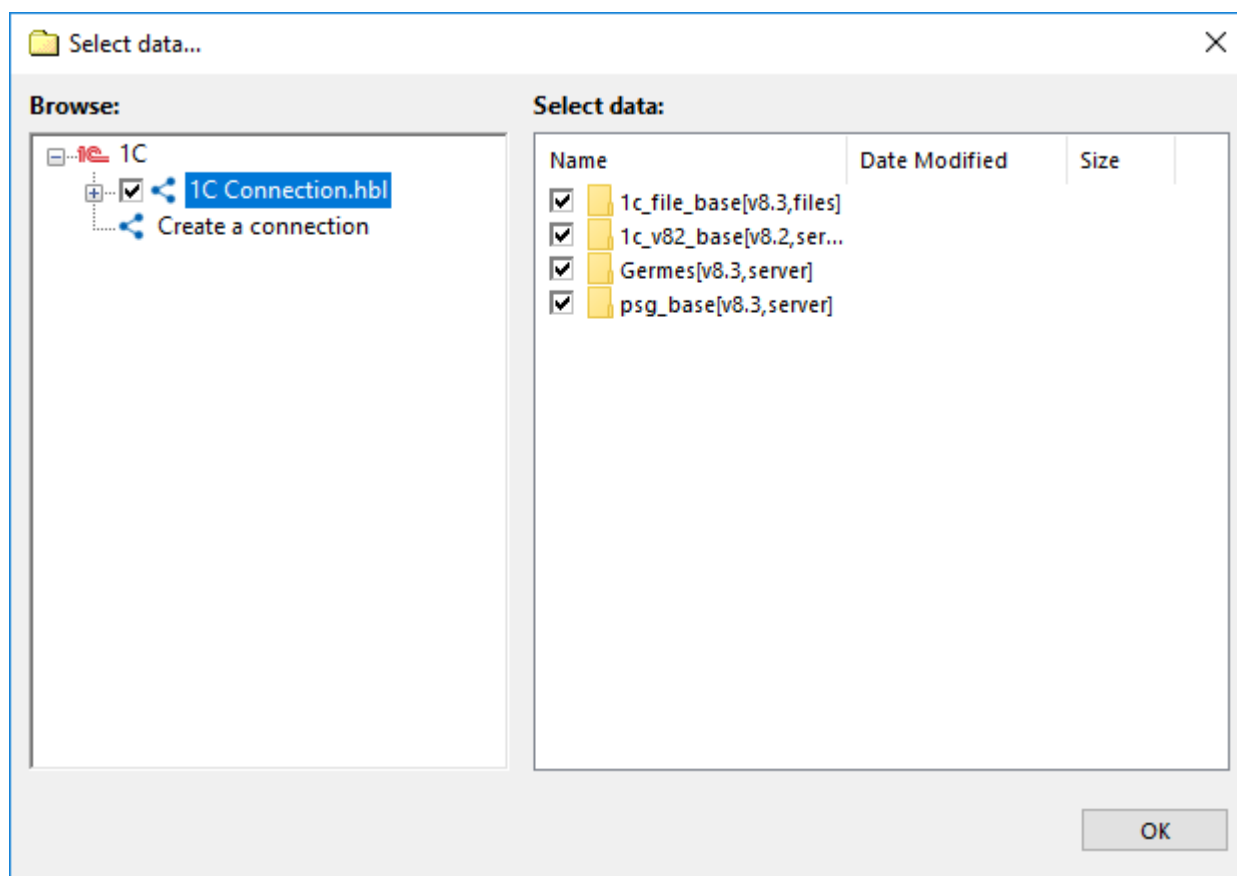 Select data...
Browse:
Select data:
1C 1C
1C Connection.hbl
Create a connection
Name Date Modified Size
1c_file_base[v8.3,files]
1c_v82_base[v8.2,ser...
Germes[v8.3,server]
psg_base[v8.3,server]
OK